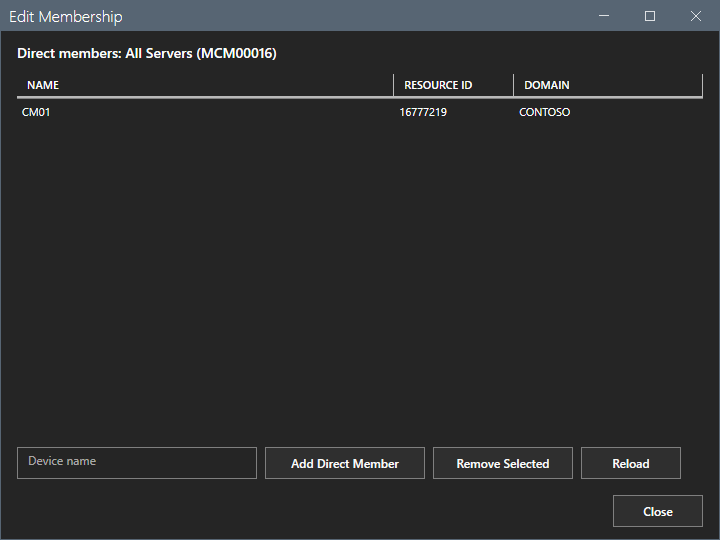 Edit Membership
Direct members: All Servers (MCM00016)
NAME RESOURCE ID DOMAIN
CM01 16777219 CONTOSO
Device name Add Direct Member Remove Selected Reload
Close